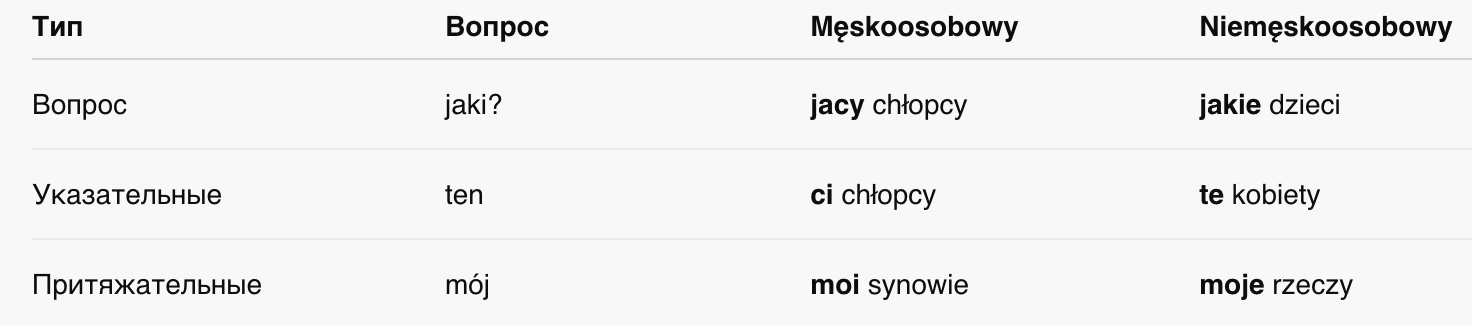 Тип Вопрос Męskoosobowy Niemęskoosobowy
Вопрос jaki? jacy chłopcy jakie dzieci
Указательные ten ci chłopcy te kobiety
Притяжательные mój moi synowie moje rzeczy